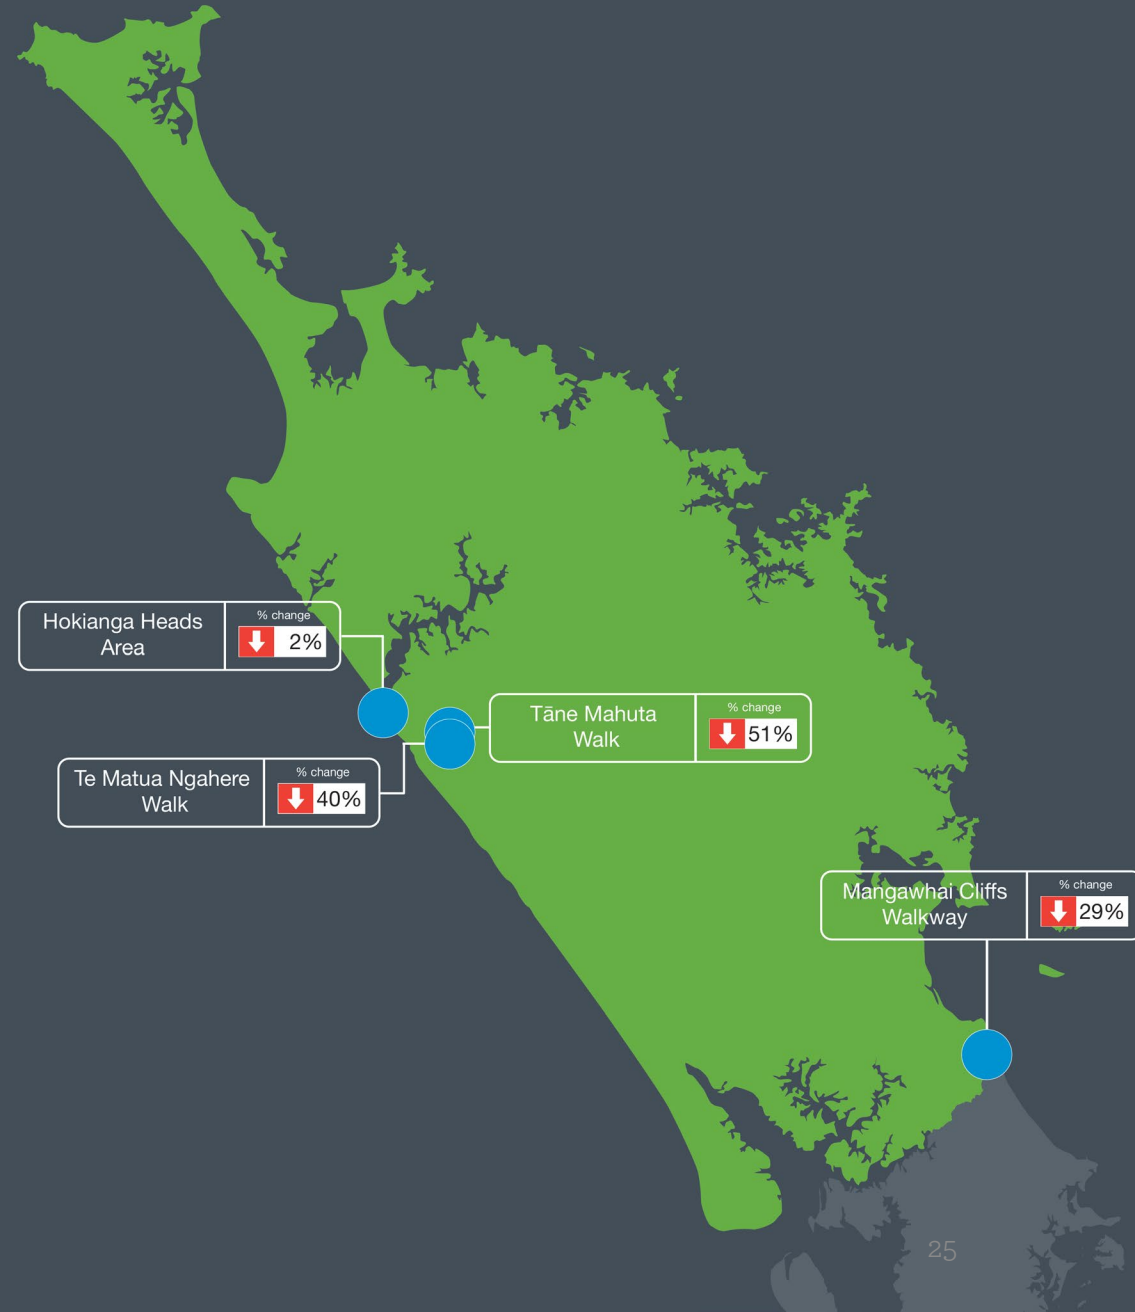 Hokianga Heads
Area
% change
2%
Tāne Mahuta
Walk
% change
51%
Te Matua Ngahere
Walk
% change
40%
Mangawhai Cliffs
Walkway
% change
29%
25